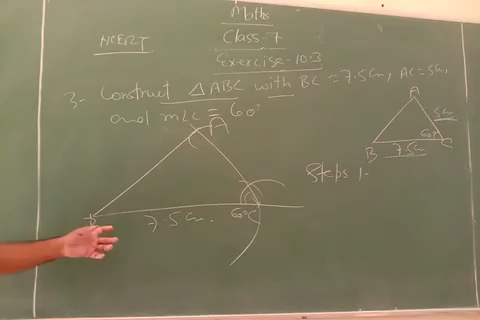 Maths
NCERT
Class-7
Exercise-10.3
3- Construct △ABC with BC = 7.5cm, AC=5cm,
and m∠C = 60°
A
5cm
60°
B
7.5cm
C
Steps 1-
A
B
7.5cm.
60°
C